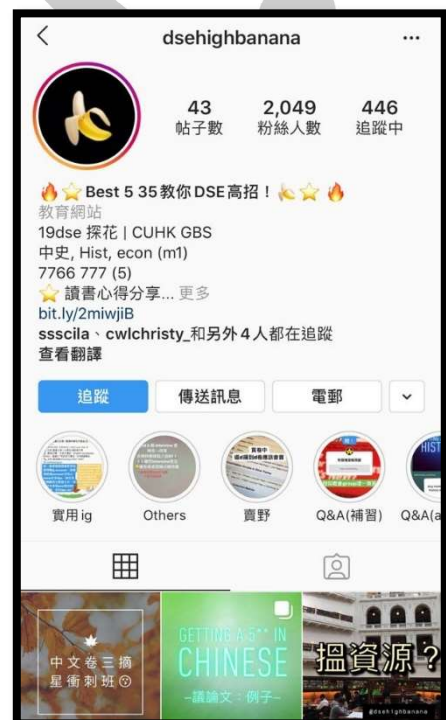 dsehighbanana
43 2,049 446
帖子數 粉絲人數 追蹤中
Best 5 35教你DSE高招！
教育網站
19dse 探花 | CUHK GBS
中史, Hist, econ (m1)
7766 777 (5)
讀書心得分享... 更多
bit.ly/2miwjiB
ssscila、cwlchristy_和另外 4 人都在追蹤
查看翻譯
追蹤 傳送訊息 電郵
實用 ig Others 賣野 Q&A(補習) Q&A(a
HIST
中文卷三摘
星衝刺班
GETTING A 5** IN
CHINESE
-議論文：例子-
搵資源？
@dsehighbanana